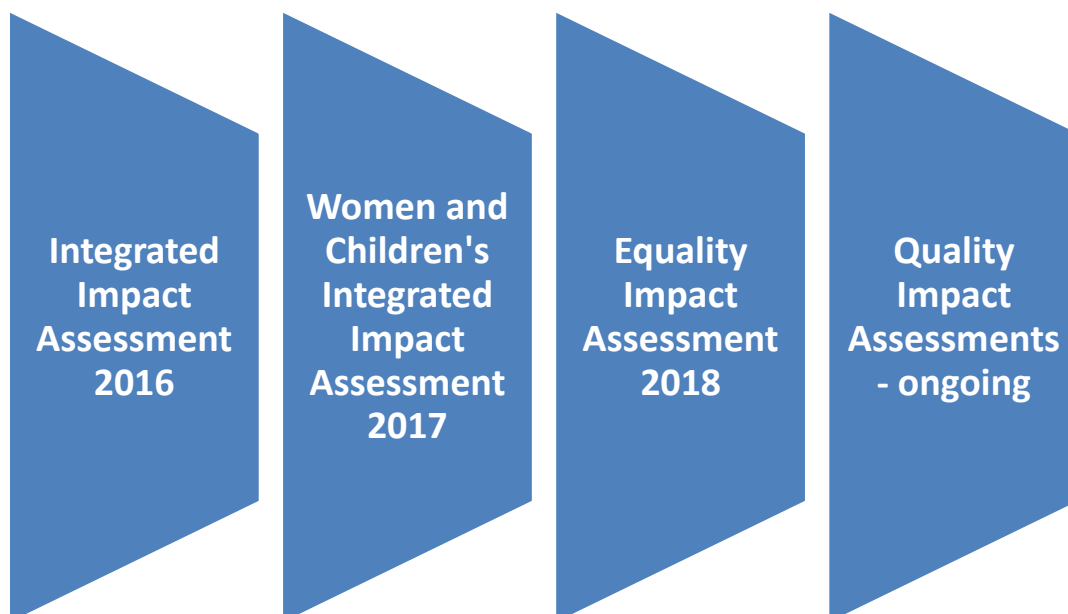 Integrated
Impact
Assessment
2016
Women and
Children's
Integrated
Impact
Assessment
2017
Equality
Impact
Assessment
2018
Quality
Impact
Assessments
- ongoing